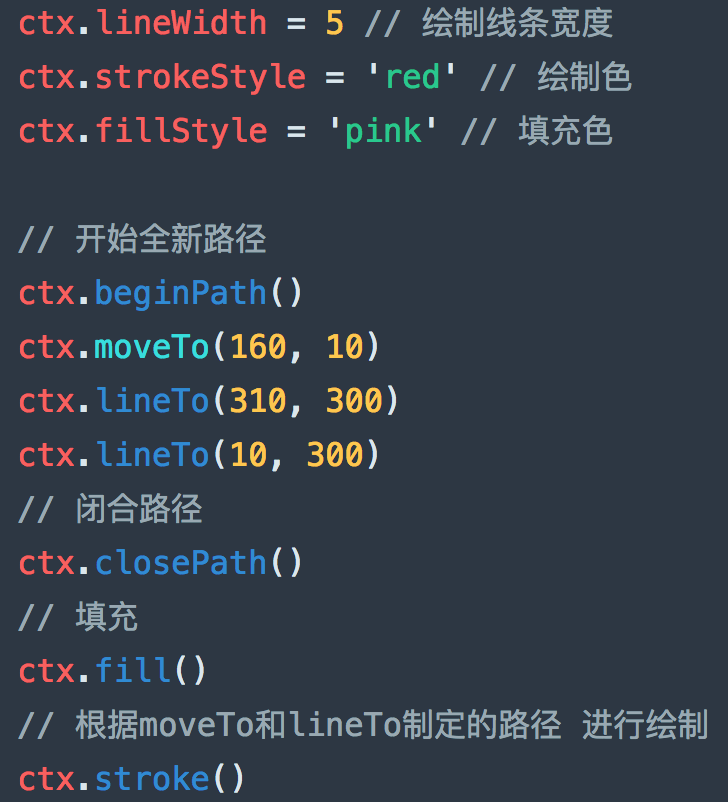 ctx.lineWidth = 5 // 绘制线条宽度
ctx.strokeStyle = 'red' // 绘制色
ctx.fillStyle = 'pink' // 填充色
// 开始全新路径
ctx.beginPath()
ctx.moveTo(160, 10)
ctx.lineTo(310, 300)
ctx.lineTo(10, 300)
// 闭合路径
ctx.closePath()
// 填充
ctx.fill()
// 根据moveTo和lineTo制定的路径 进行绘制
ctx.stroke()